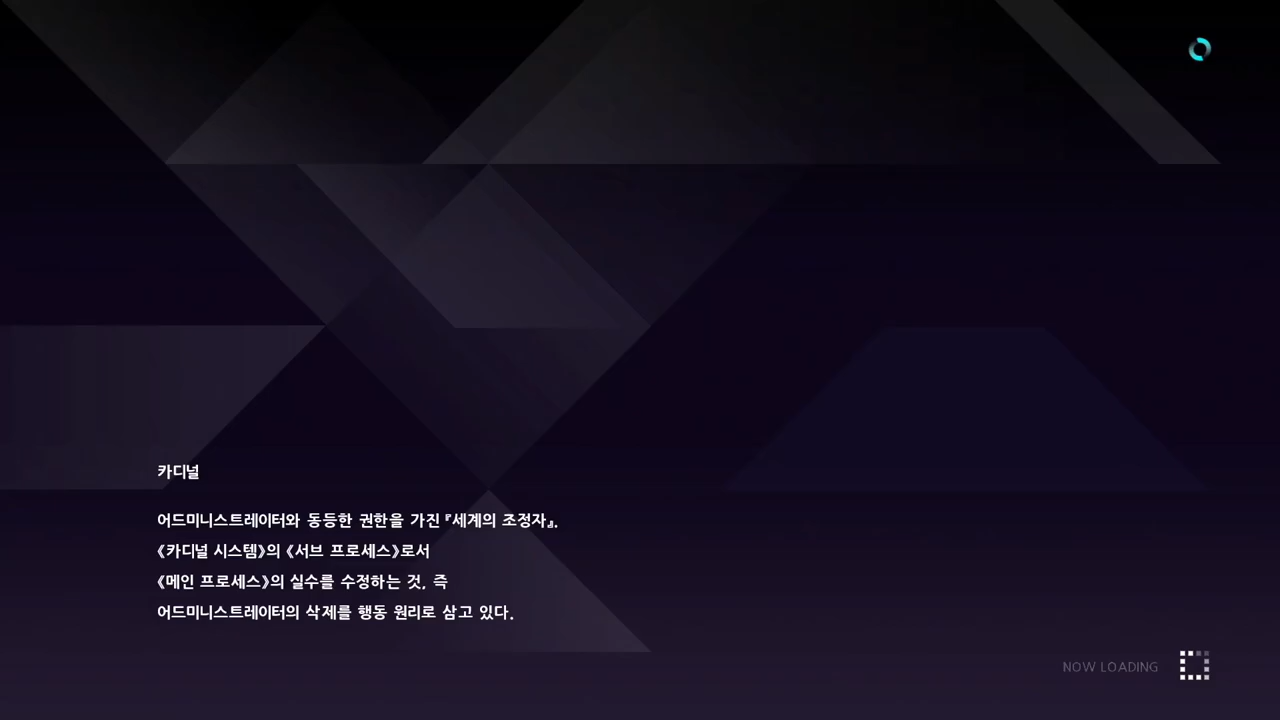 카디널
어드미니스트레이터와 동등한 권한을 가진 『세계의 조정자』.
《카디널 시스템》의 《서브 프로세스》로서
《메인 프로세스》의 실수를 수정하는 것, 즉
어드미니스트레이터의 삭제를 행동 원리로 삼고 있다.
NOW LOADING